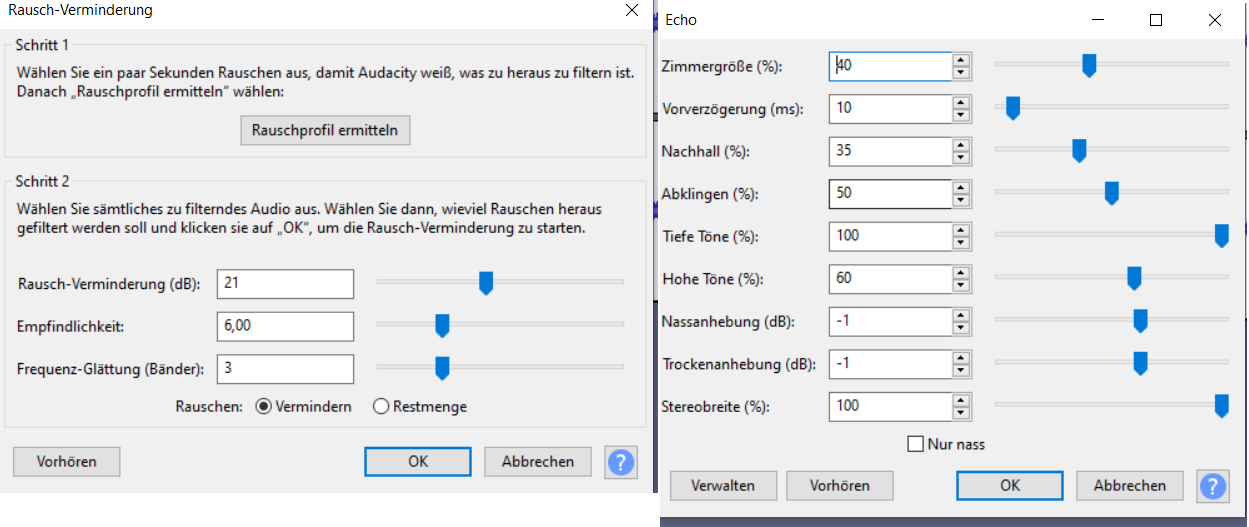 Rausch-Verminderung
Schritt 1
Wählen Sie ein paar Sekunden Rauschen aus, damit Audacity weiß, was zu heraus zu filtern ist.
Danach „Rauschprofil ermitteln“ wählen:
Rauschprofil ermitteln
Schritt 2
Wählen Sie sämtliches zu filterndes Audio aus. Wählen Sie dann, wieviel Rauschen heraus
gefiltert werden soll und klicken sie auf „OK“, um die Rausch-Verminderung zu starten.
Rausch-Verminderung (dB): 21
Empfindlichkeit: 6,00
Frequenz-Glättung (Bänder): 3
Rauschen: Vermindern Restmenge
Vorhören OK Abbrechen ?
Echo
Zimmergröße (%): 40
Vorverzögerung (ms): 10
Nachhall (%): 35
Abklingen (%): 50
Tiefe Töne (%): 100
Hohe Töne (%): 60
Nassanhebung (dB): -1
Trockenanhebung (dB): -1
Stereobreite (%): 100
Nur nass
Verwalten Vorhören OK Abbrechen ?